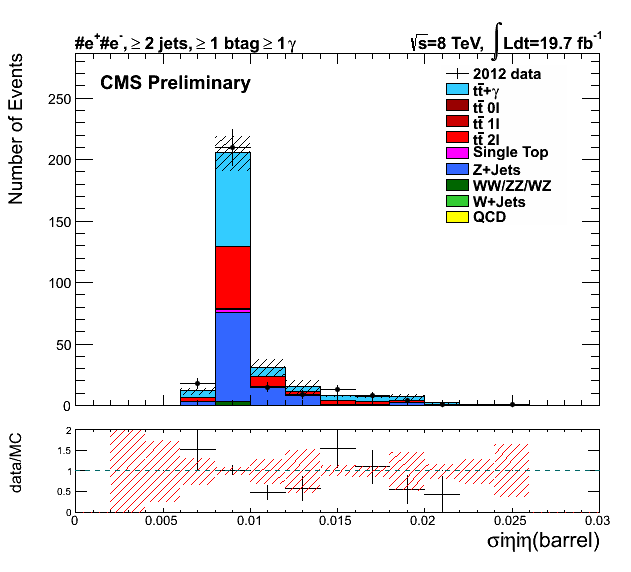 #e⁺#e⁻, ≥ 2 jets, ≥ 1 btag ≥ 1 γ
√s=8 TeV, ∫Ldt=19.7 fb⁻¹
CMS Preliminary
2012 data
tt̄+γ
tt̄ 0l
tt̄ 1l
tt̄ 2l
Single Top
Z+Jets
WW/ZZ/WZ
W+Jets
QCD
Number of Events
250
200
150
100
50
0
data/MC
2
1.5
1
0.5
0
0 0.005 0.01 0.015 0.02 0.025 0.03
σiηiη(barrel)